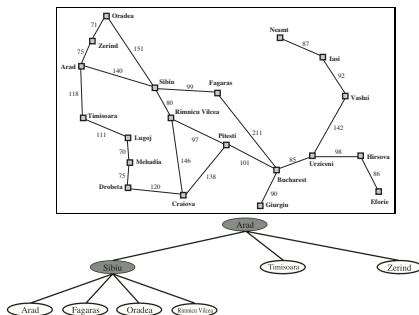 Oradea
71
Neamt
87
Zerind
151
Iasi
75
Arad
140
92
Sibiu
99
Fagaras
118
80
Vaslui
Rimnicu Vilcea
Timisoara
111
Lugoj
97
Pitesti
211
142
70
98
Hirsova
Mehadia
146
101
85
Urziceni
75
138
86
Drobeta
120
Bucharest
90
Craiova
Giurgiu
Eforie
Arad
Sibiu
Timisoara
Zerind
Arad
Fagaras
Oradea
Rimnicu Vilcea